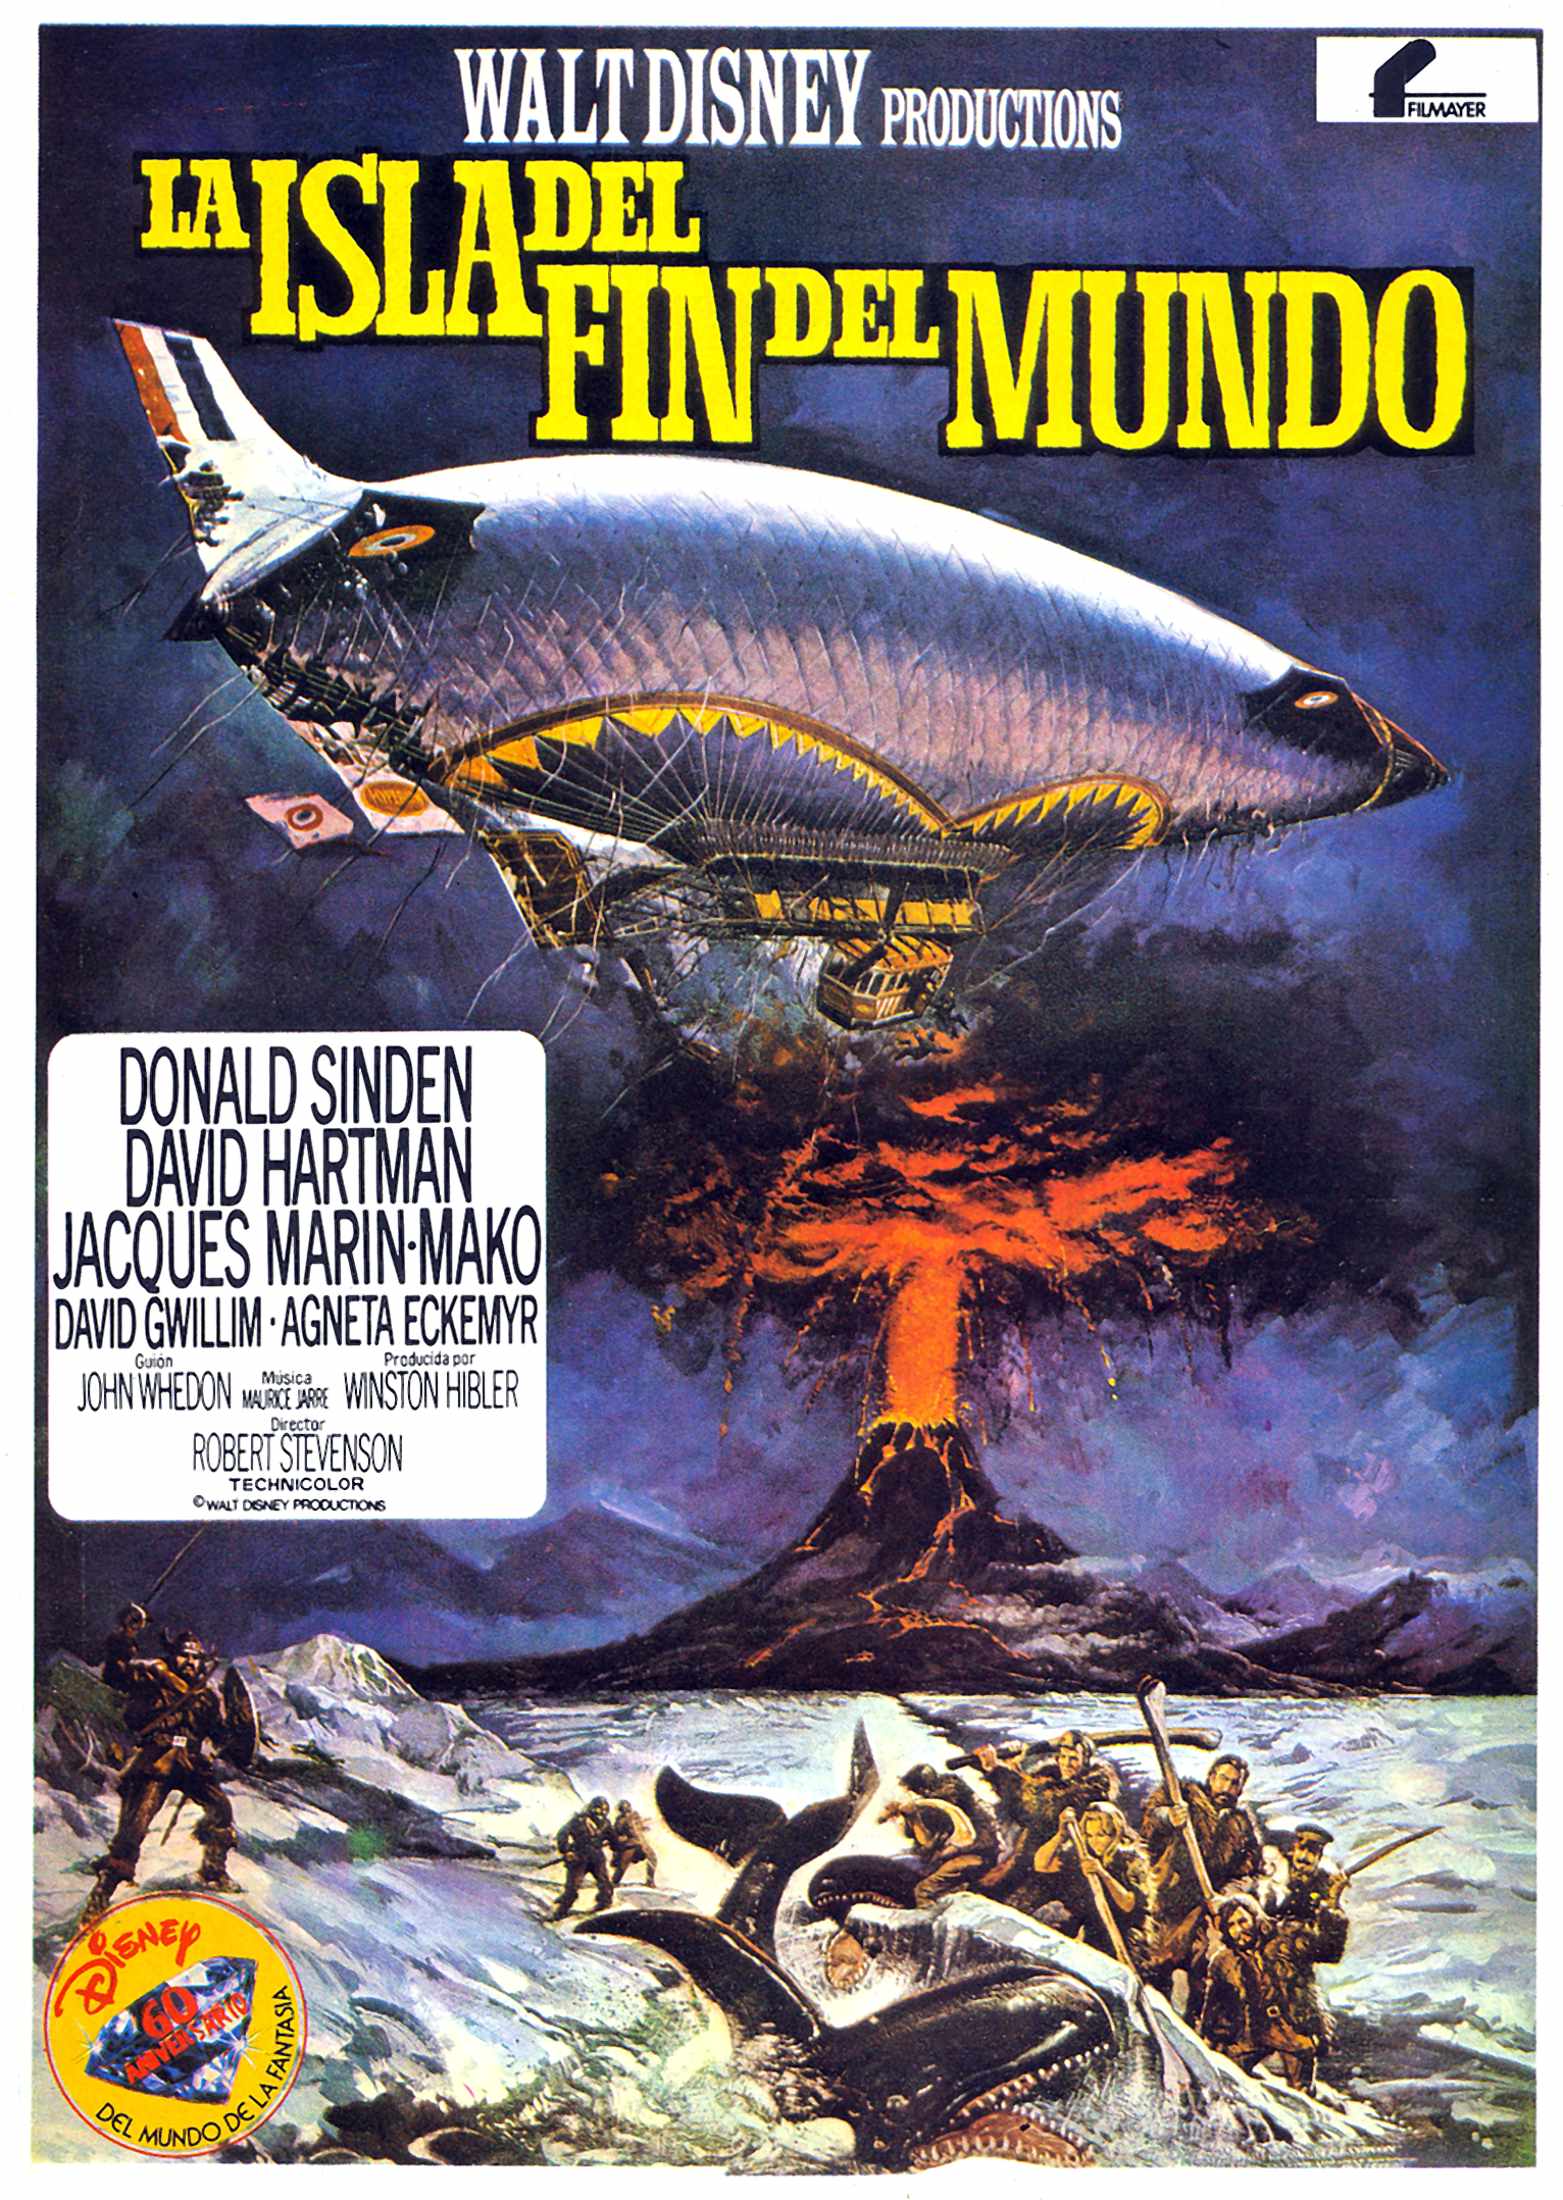 WALT DISNEY PRODUCTIONS
FILMAYER
LA ISLA DEL
FIN DEL MUNDO
DONALD SINDEN
DAVID HARTMAN
JACQUES MARIN·MAKO
DAVID GWILLIM · AGNETA ECKEMYR
Guión
JOHN WHEDON
Música
MAURICE JARRE
Producida por
WINSTON HIBLER
Director
ROBERT STEVENSON
TECHNICOLOR
©WALT DISNEY PRODUCTIONS
DISNEY
60
ANIVERSARIO
DEL MUNDO DE LA FANTASIA